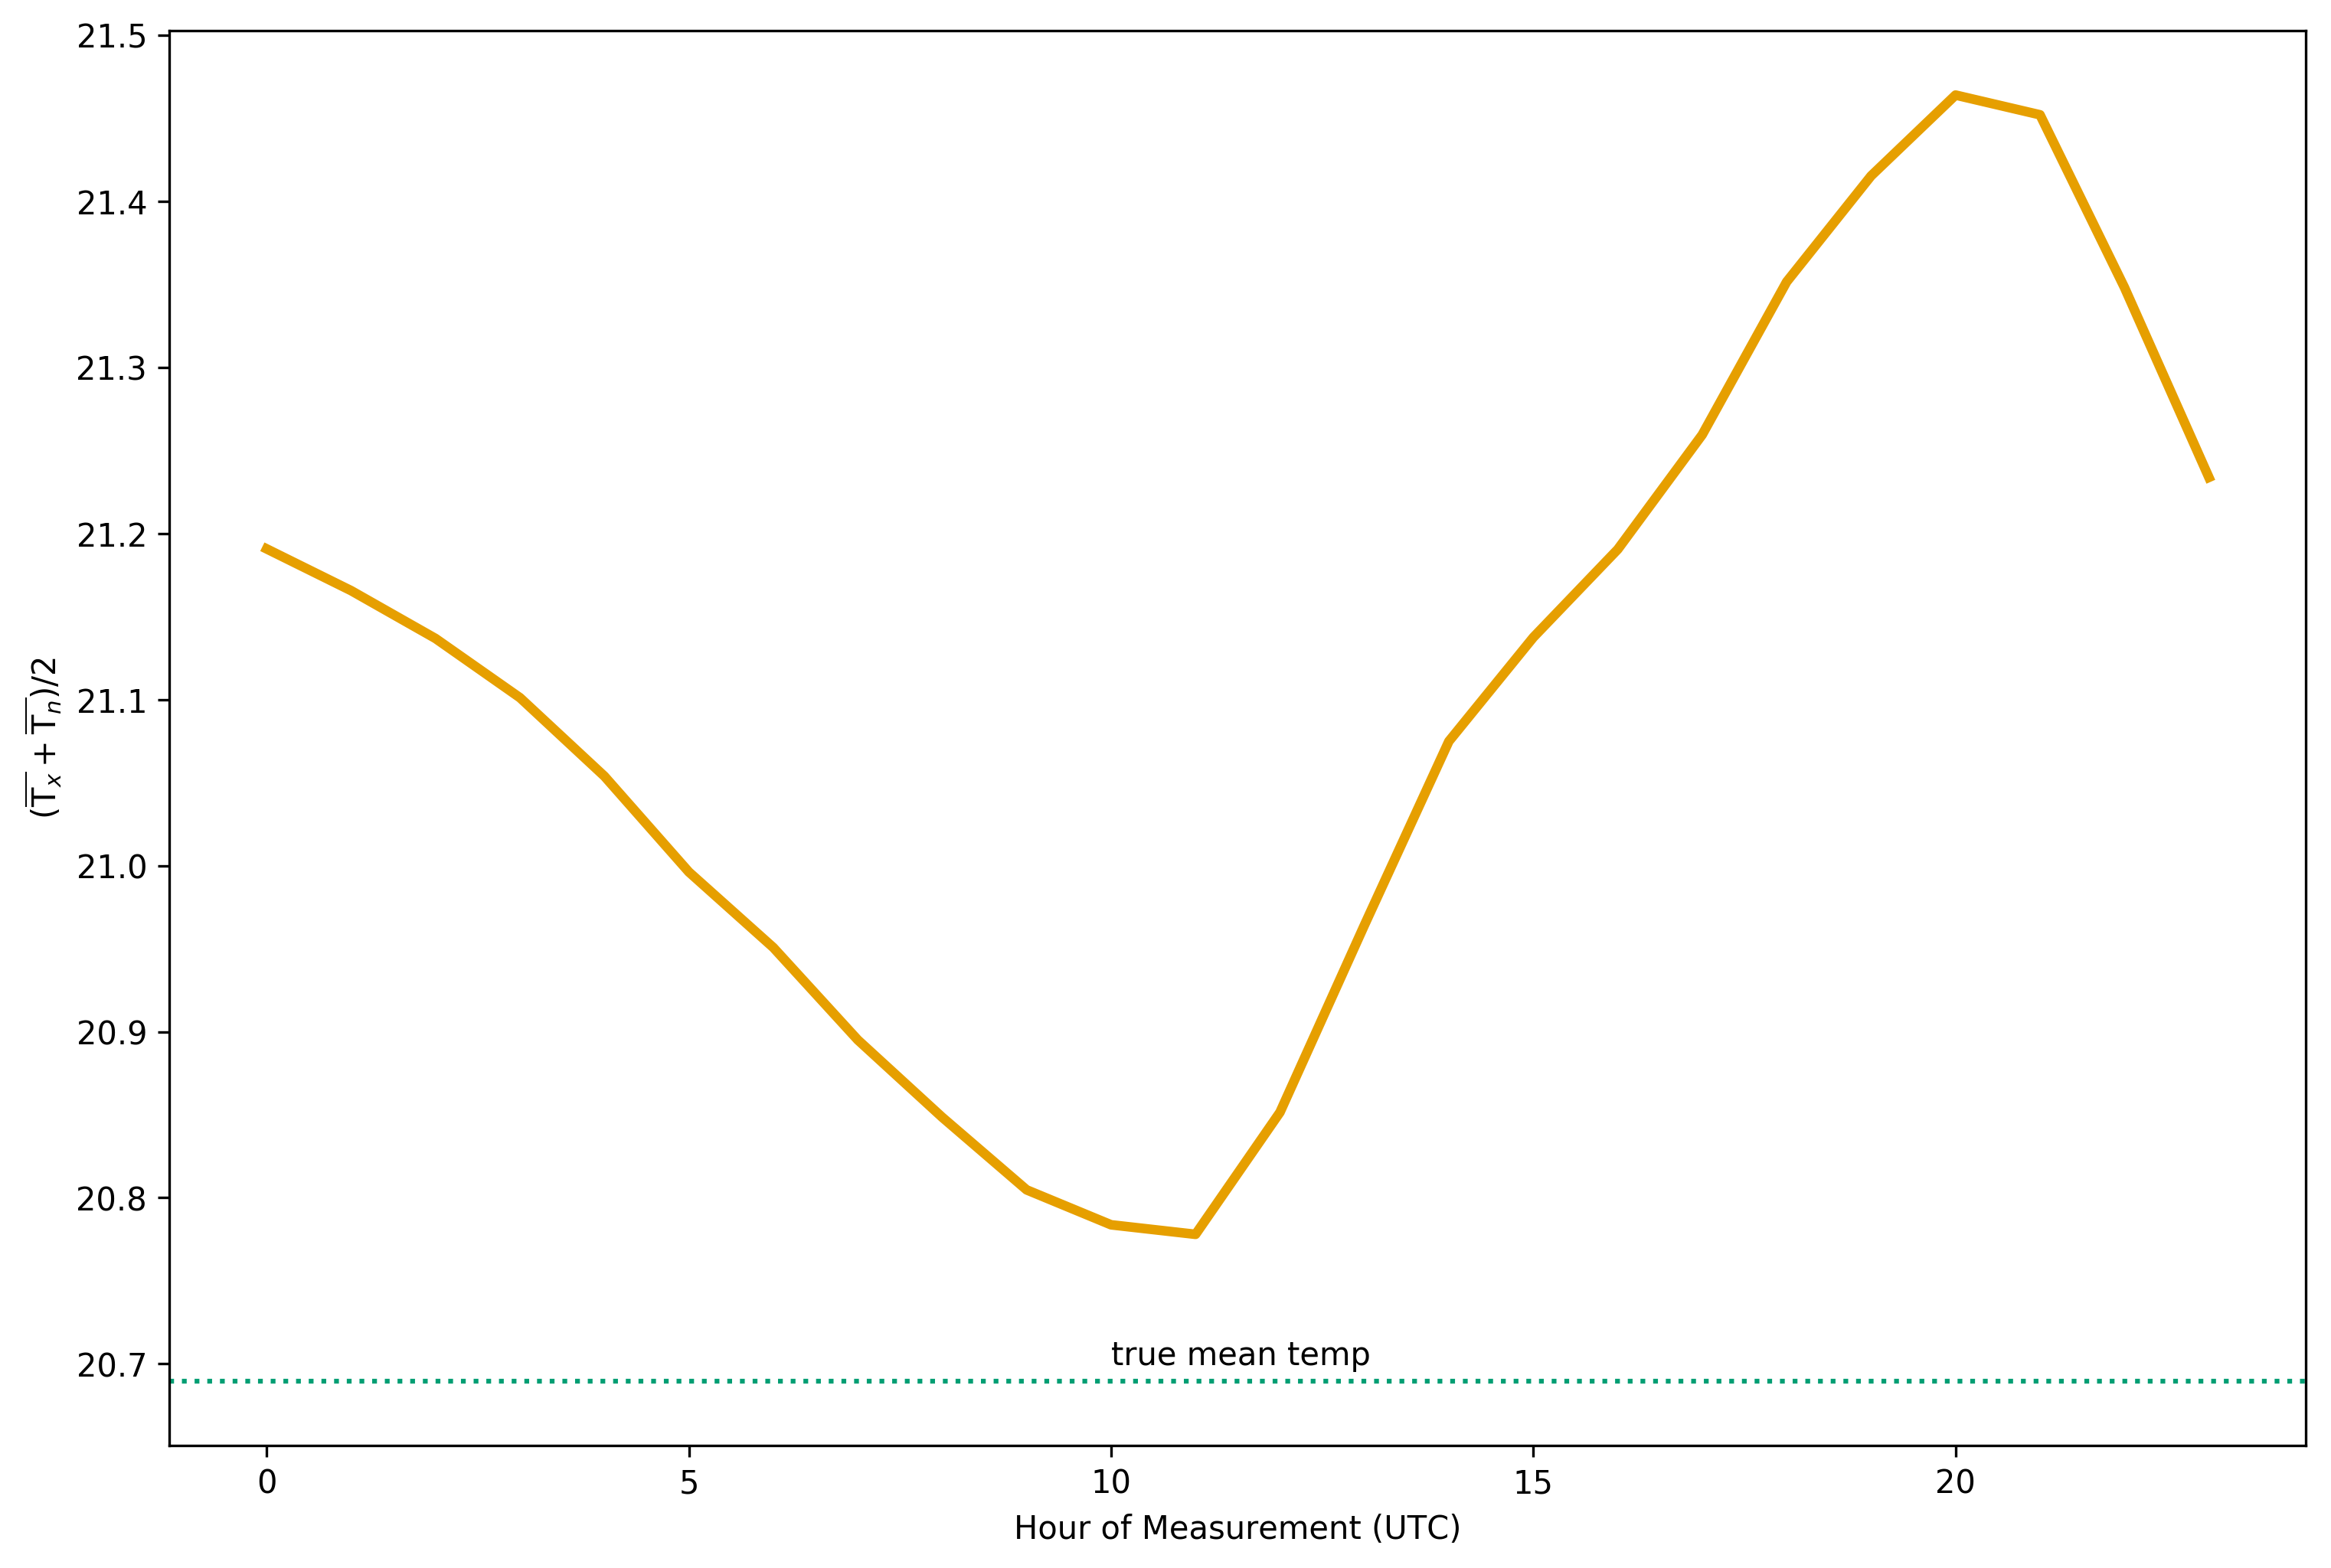 21.5
21.4
21.3
21.2
21.1
21.0
20.9
20.8
20.7
(T̅ₓ + T̅ₙ)/2
true mean temp
0 5 10 15 20
Hour of Measurement (UTC)